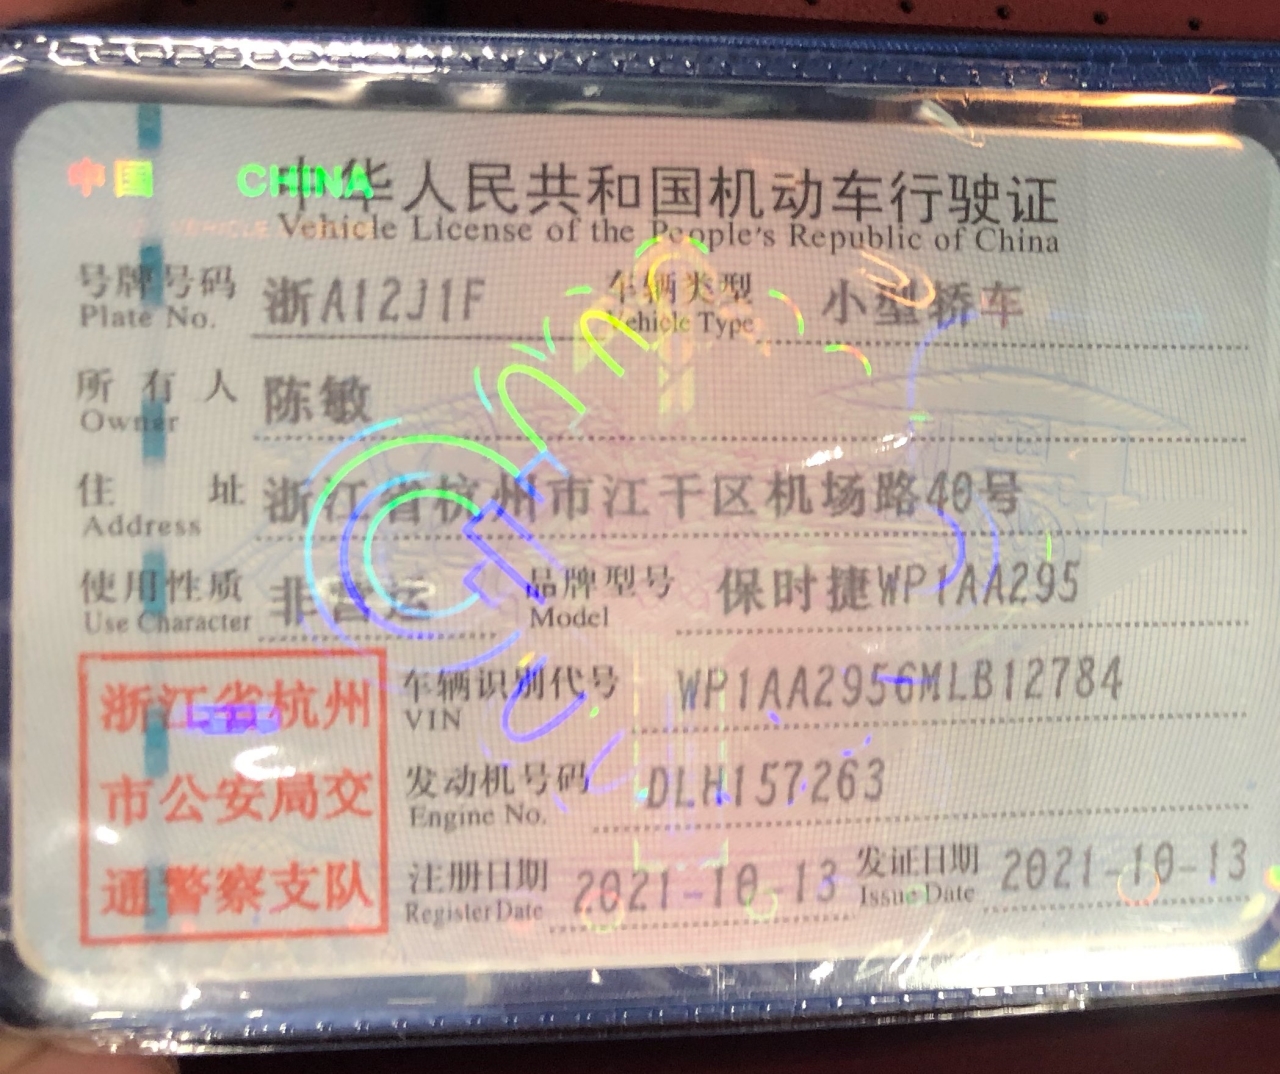 中国 CHINA
中华人民共和国机动车行驶证
Vehicle License of the People's Republic of China
号牌号码 浙A12J1F 车辆类型 小型轿车
Plate No. Vehicle Type
所有人 陈敏
Owner
住址 浙江省杭州市江干区机场路40号
Address
使用性质 非营运 品牌型号 保时捷WP1AA295
Use Character Model
浙江省杭州
市公安局交
通警察支队
车辆识别代号 WP1AA2956MLB12784
VIN
发动机号码 DLH157263
Engine No.
注册日期 2021-10-13 发证日期 2021-10-13
Register Date Issue Date